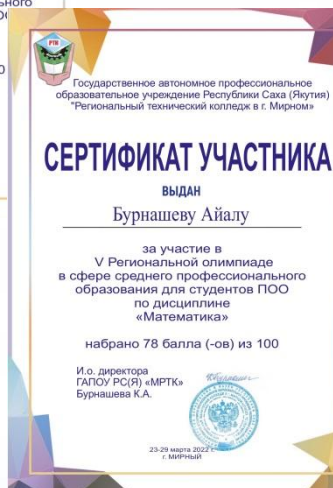 РТК
Государственное автономное профессиональное
образовательное учреждение Республики Саха (Якутия)
"Региональный технический колледж в г. Мирном»
СЕРТИФИКАТ УЧАСТНИКА
ВЫДАН
Бурнашеву Айалу
за участие в
V Региональной олимпиаде
в сфере среднего профессионального
образования для студентов ПОО
по дисциплине
«Математика»
набрано 78 балла (-ов) из 100
И.о. директора
ГАПОУ РС(Я) «МРТК»
Бурнашева К.А.
23-29 марта 2022 г.
г. МИРНЫЙ